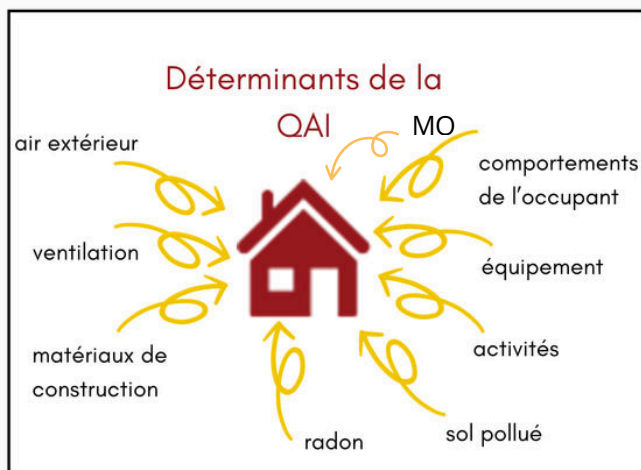 Déterminants de la
QAI
MO
air extérieur
comportements
de l'occupant
ventilation
équipement
matériaux de
construction
activités
radon
sol pollué